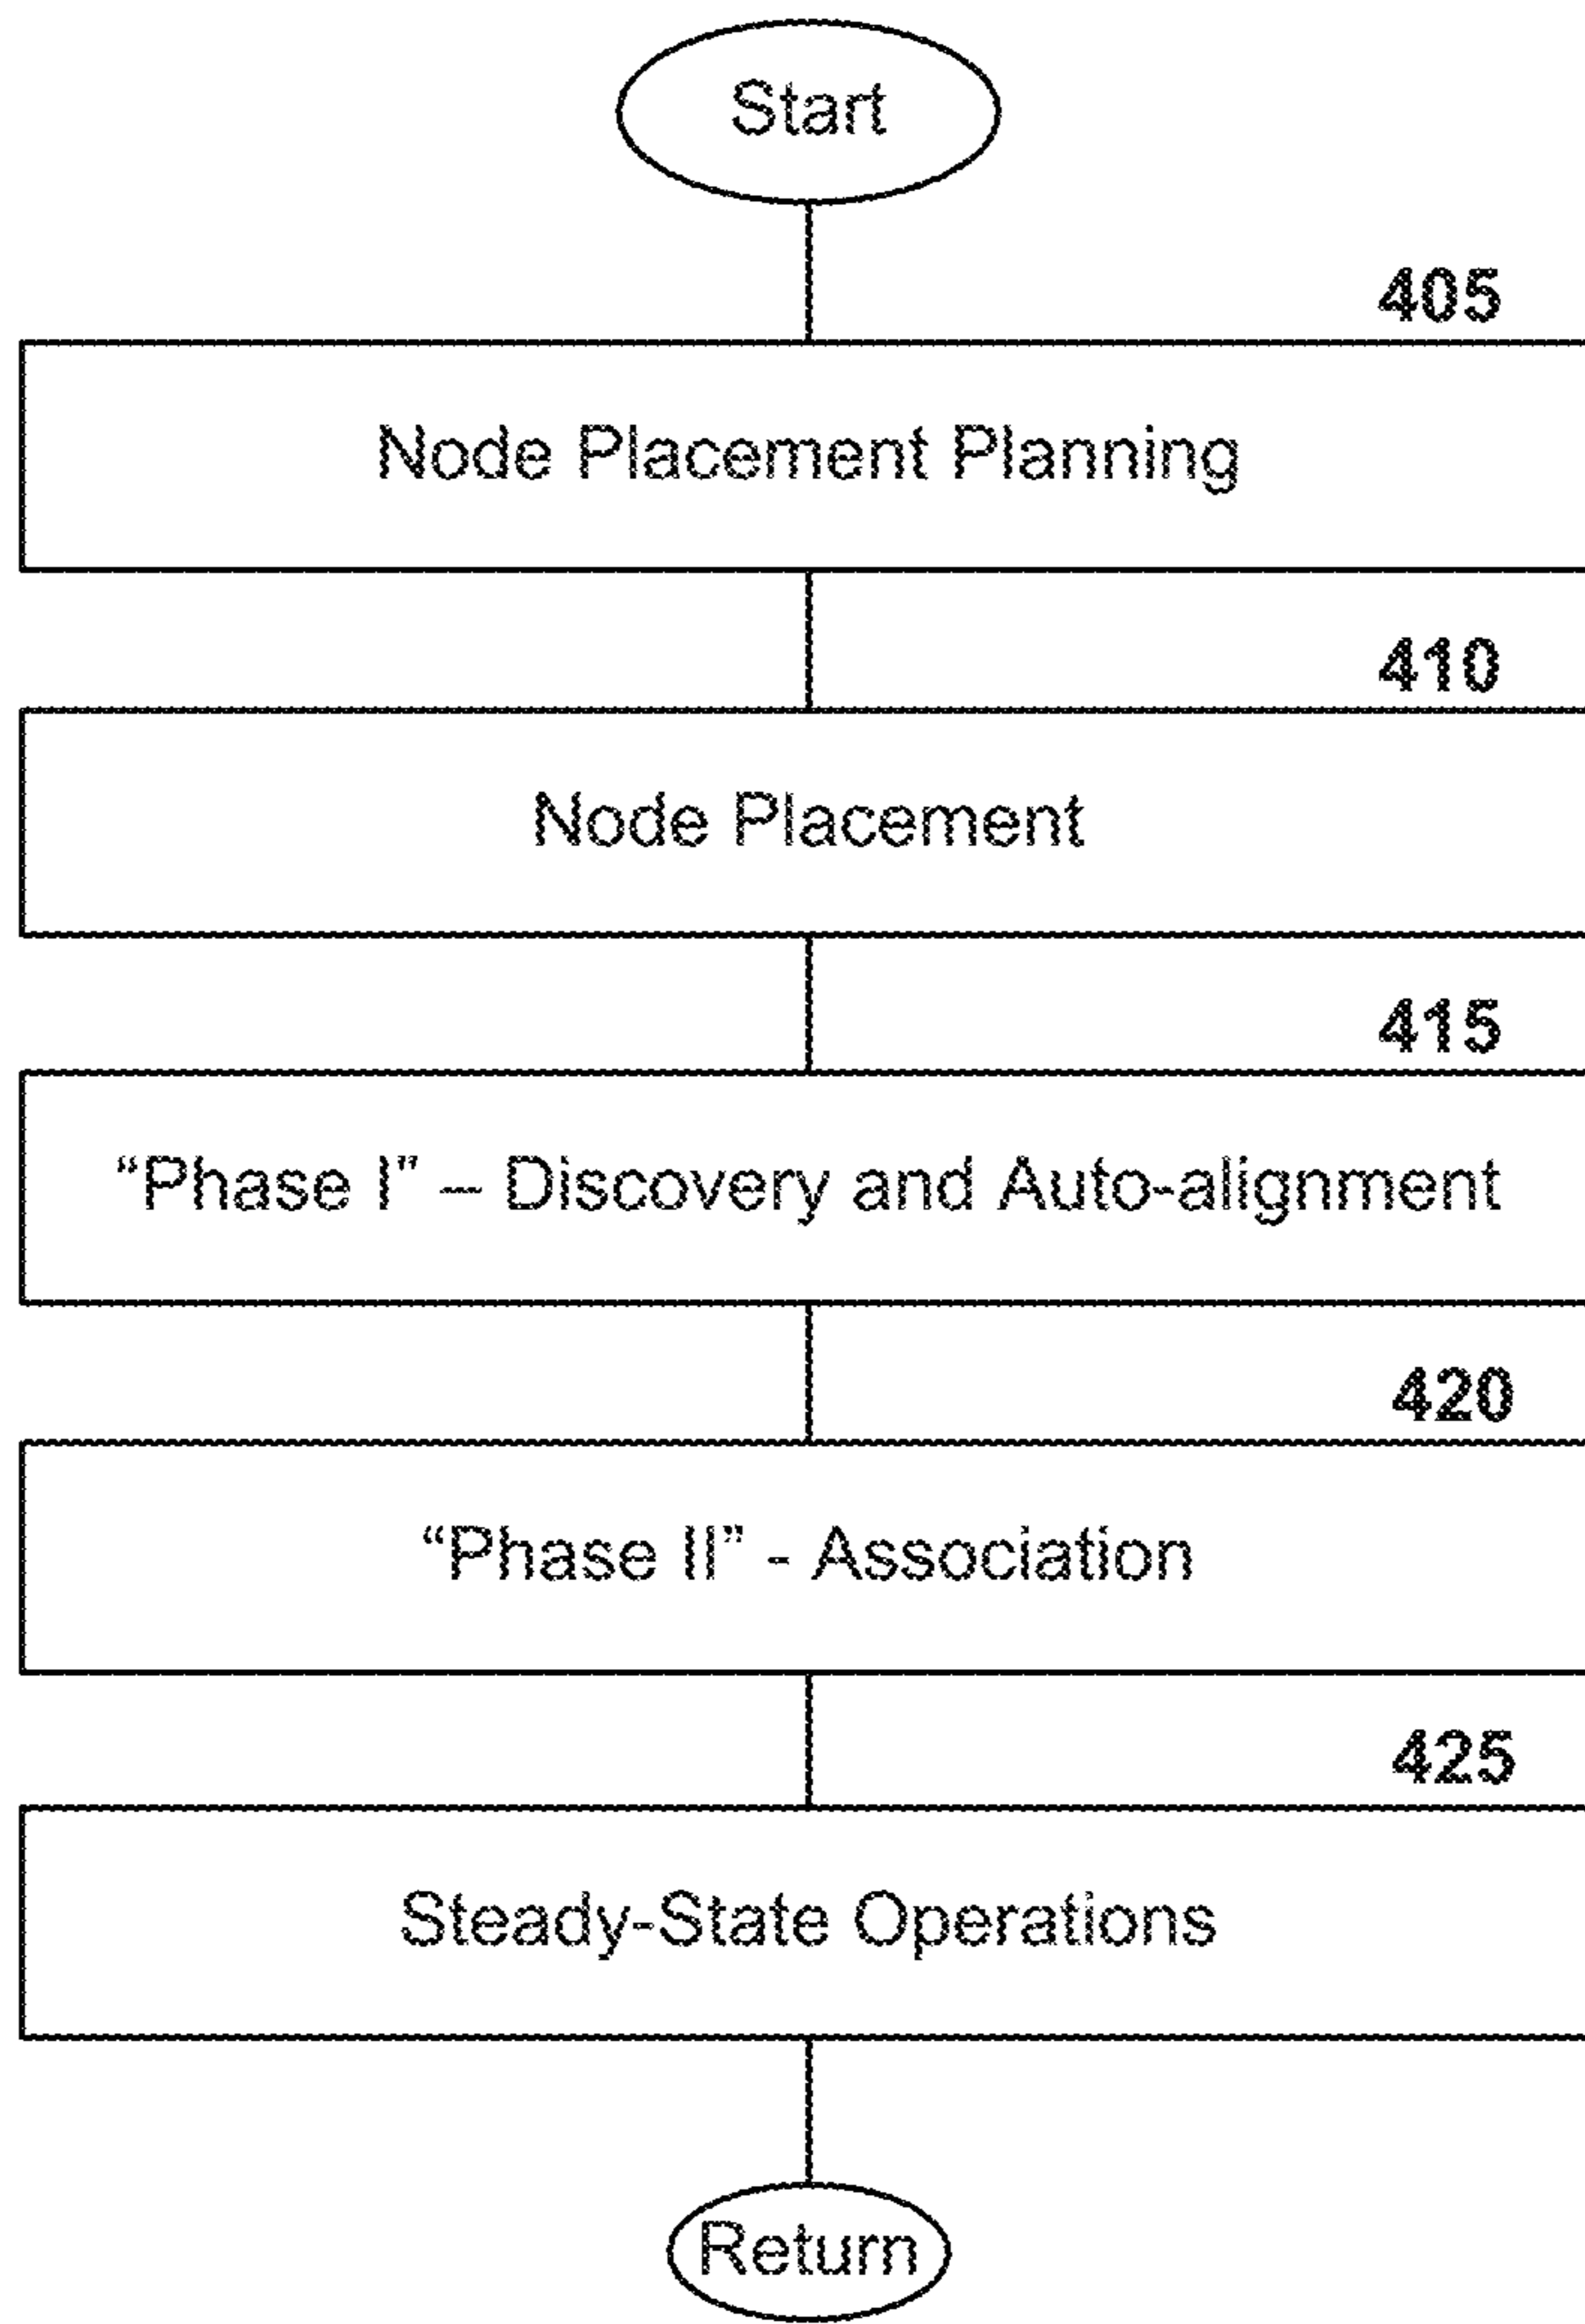 Start
405
Node Placement Planning
410
Node Placement
415
“Phase I” – Discovery and Auto-alignment
420
“Phase II” - Association
425
Steady-State Operations
Return